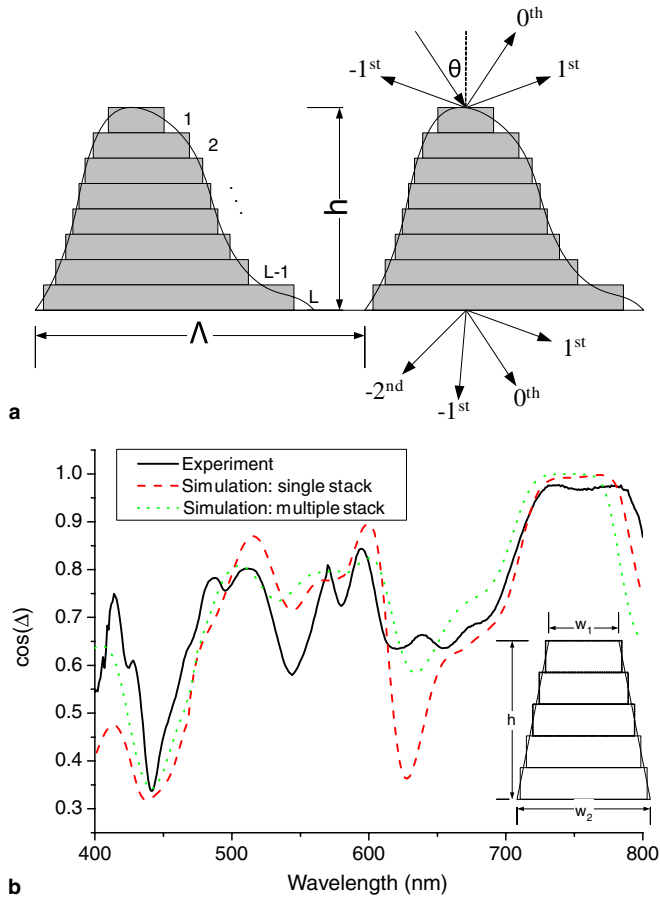 0th
-1st
θ
1st
1
2
. . .
h
L-1
L
Λ
1st
-2nd
0th
-1st
a
Experiment
Simulation: single stack
Simulation: multiple stack
1.0
0.9
0.8
0.7
0.6
0.5
0.4
0.3
cos(Δ)
w1
h
w2
400
500
600
700
800
Wavelength (nm)
b